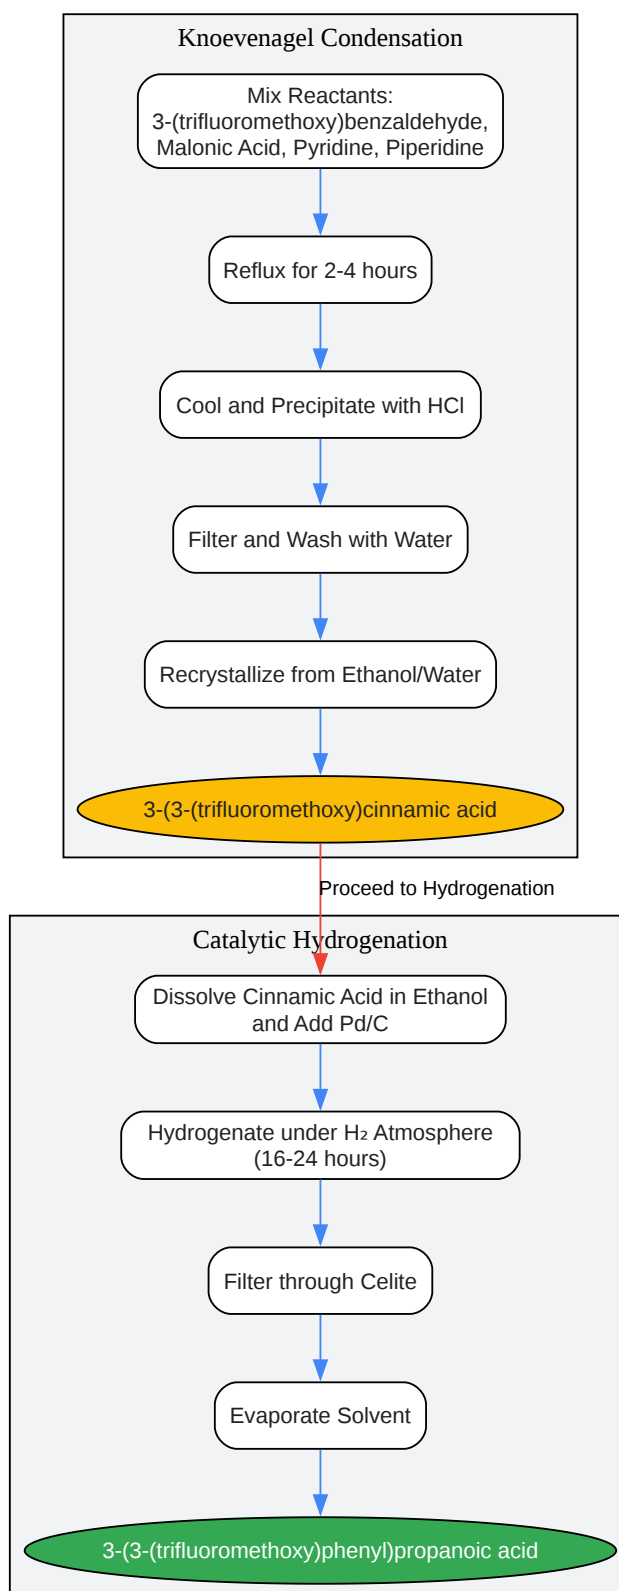 Knoevenagel Condensation
Mix Reactants:
3-(trifluoromethoxy)benzaldehyde,
Malonic Acid, Pyridine, Piperidine
Reflux for 2-4 hours
Cool and Precipitate with HCl
Filter and Wash with Water
Recrystallize from Ethanol/Water
3-(3-(trifluoromethoxy)cinnamic acid
Proceed to Hydrogenation
Catalytic Hydrogenation
Dissolve Cinnamic Acid in Ethanol
and Add Pd/C
Hydrogenate under H₂ Atmosphere
(16-24 hours)
Filter through Celite
Evaporate Solvent
3-(3-(trifluoromethoxy)phenyl)propanoic acid